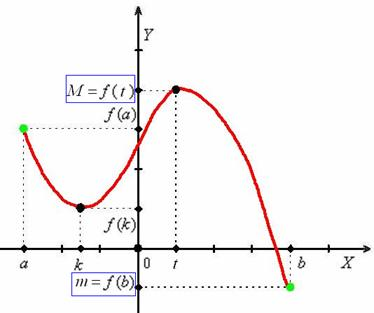 Y
M = f(t)
f(a)
f(k)
a k 0 t b X
m = f(b)